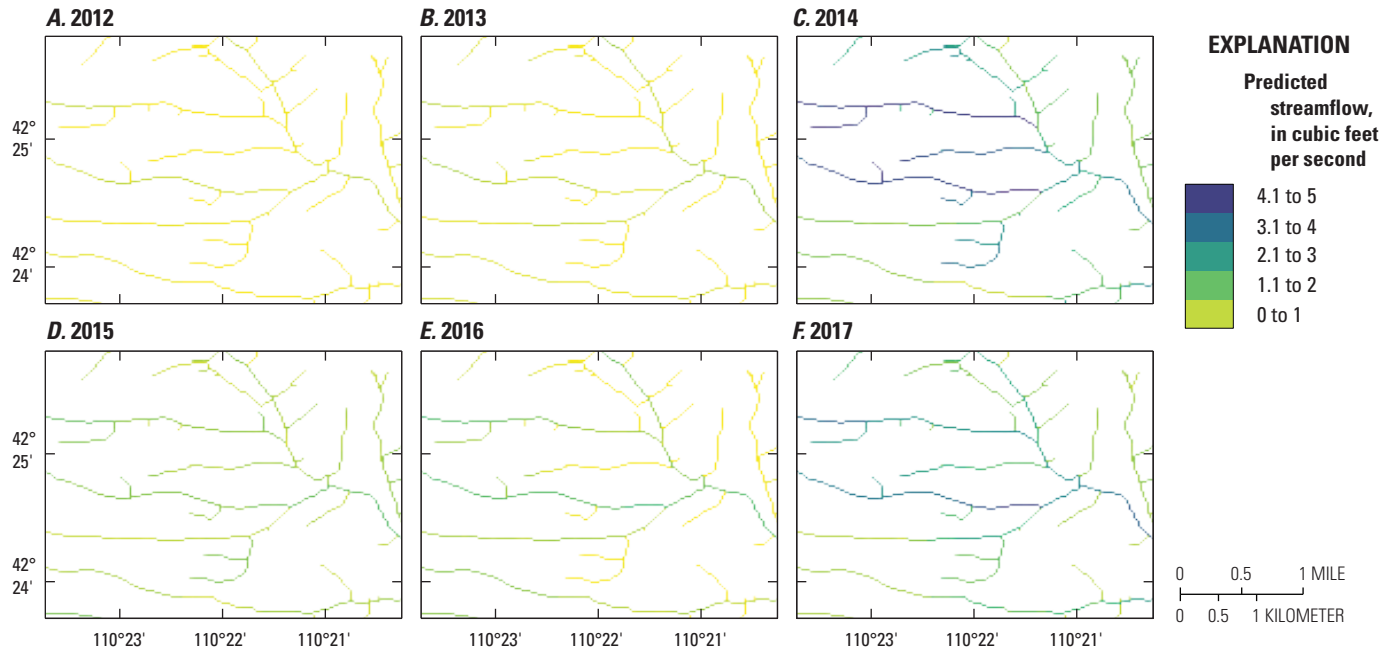 A. 2012
B. 2013
C. 2014
42°
25'
42°
24'
D. 2015
E. 2016
F. 2017
42°
25'
42°
24'
110°23'
110°22'
110°21'
110°23'
110°22'
110°21'
110°23'
110°22'
110°21'
EXPLANATION
Predicted
streamflow,
in cubic feet
per second
4.1 to 5
3.1 to 4
2.1 to 3
1.1 to 2
0 to 1
0 0.5 1 MILE
0 0.5 1 KILOMETER